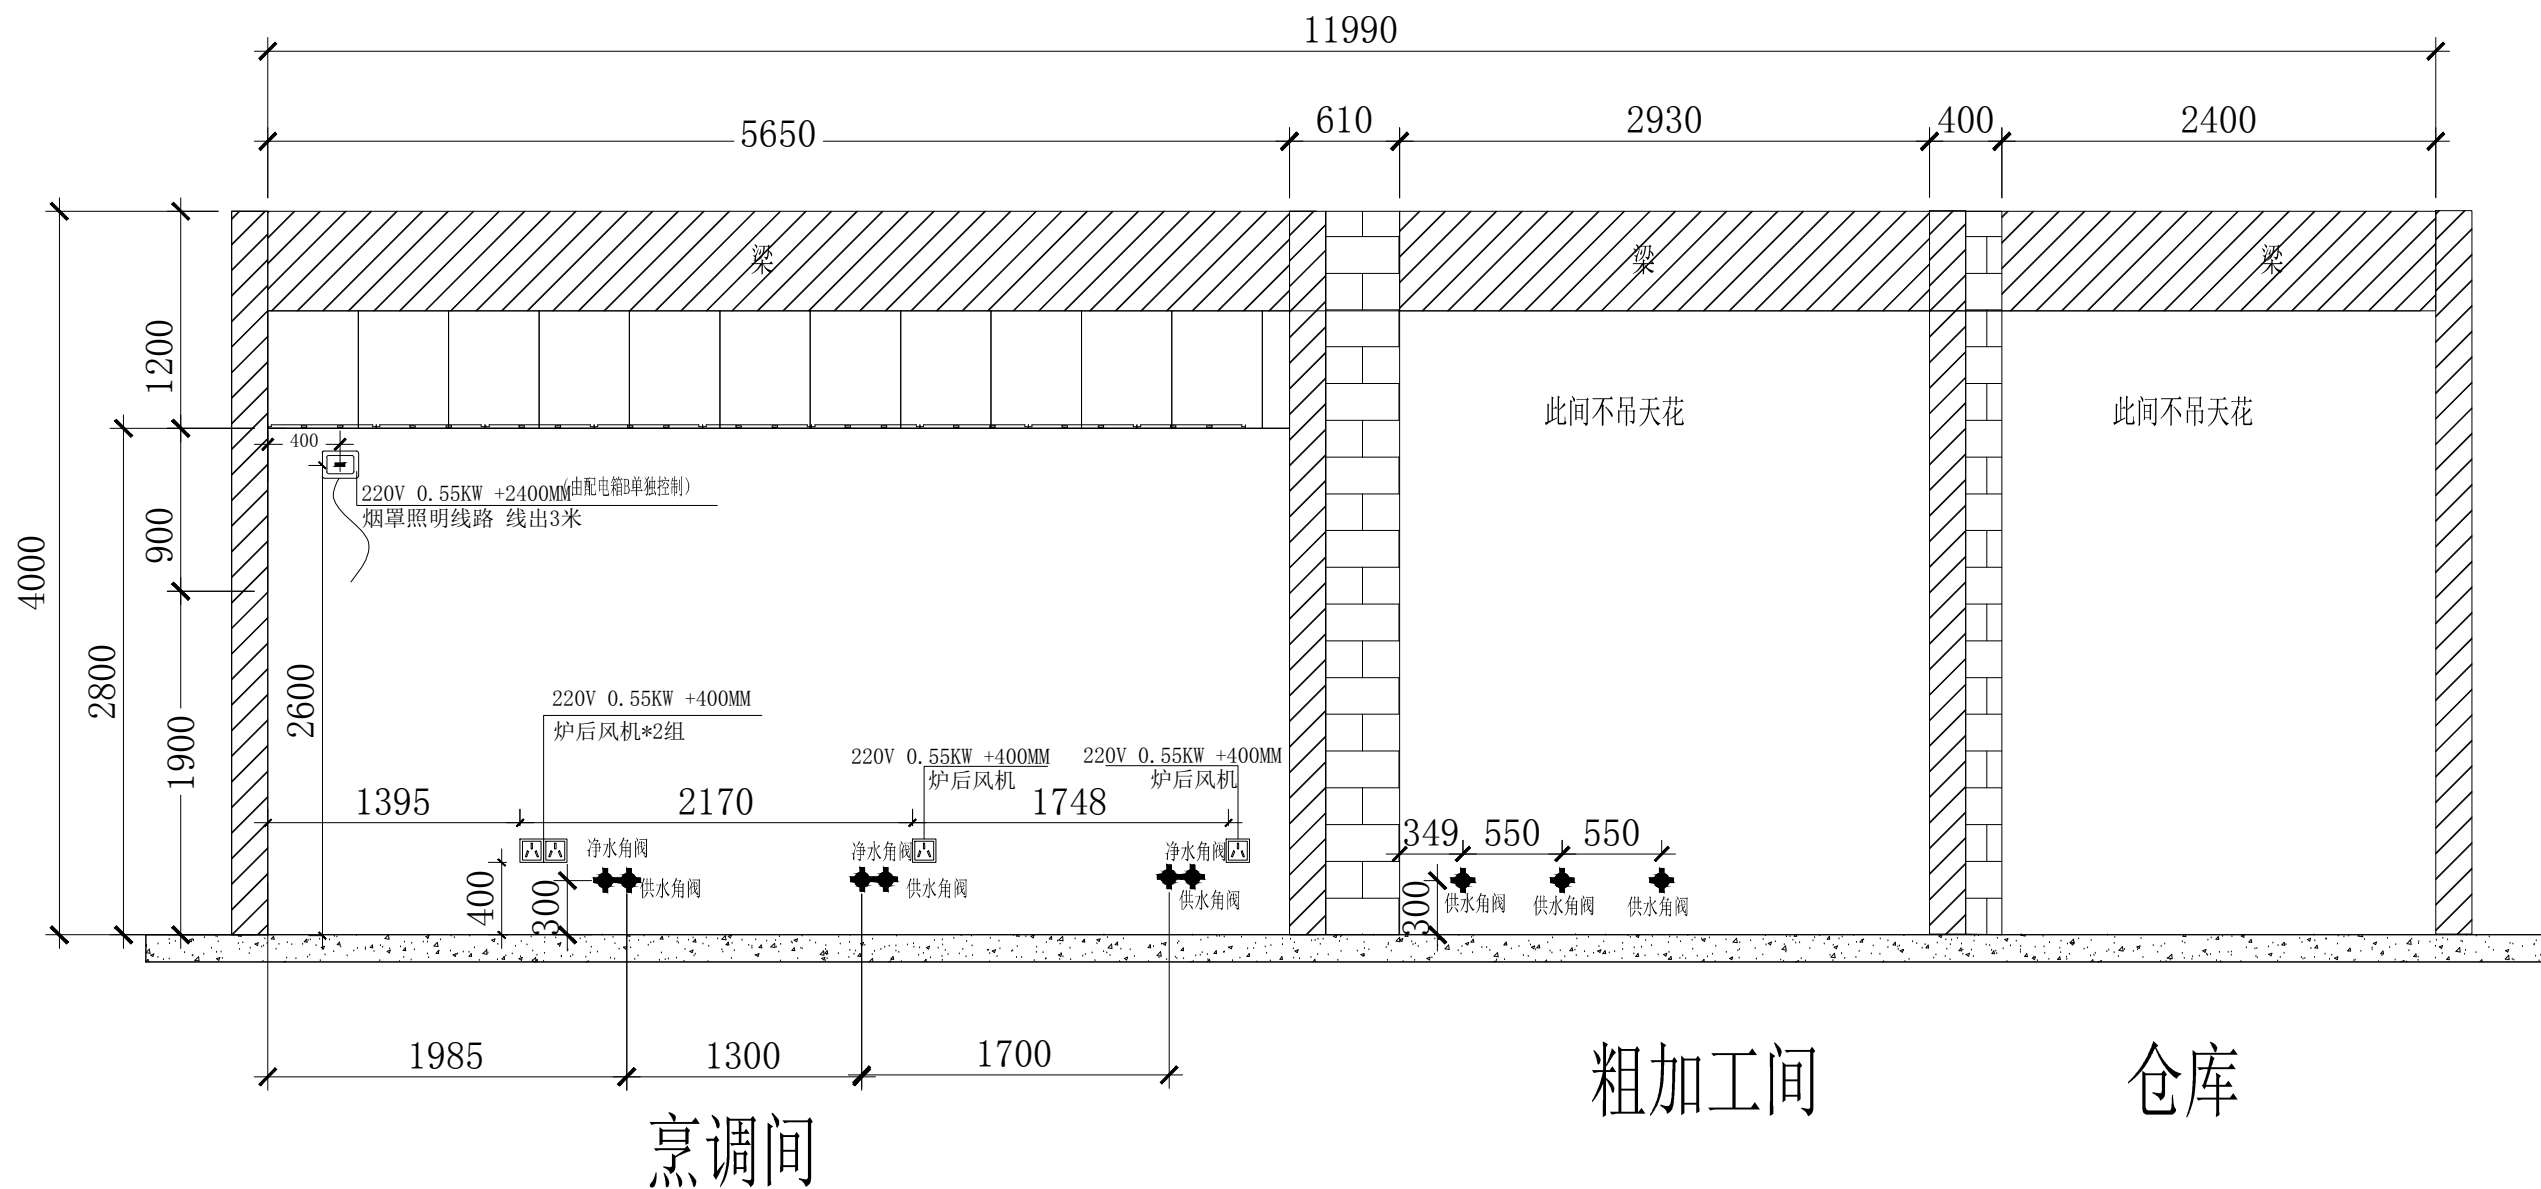 11990
5650
610
2930
400
2400
梁
梁
梁
1200
900
4000
2800
1900
2600
此间不吊天花
此间不吊天花
400
220V 0.55KW +2400MM
(由配电箱B单独控制)
烟罩照明线路 线出3米
220V 0.55KW +400MM
炉后风机*2组
220V 0.55KW +400MM
炉后风机
220V 0.55KW +400MM
炉后风机
1395
2170
1748
349
550
550
净水角阀
供水角阀
净水角阀
供水角阀
净水角阀
供水角阀
400
300
300
供水角阀
供水角阀
供水角阀
1985
1300
1700
烹调间
粗加工间
仓库